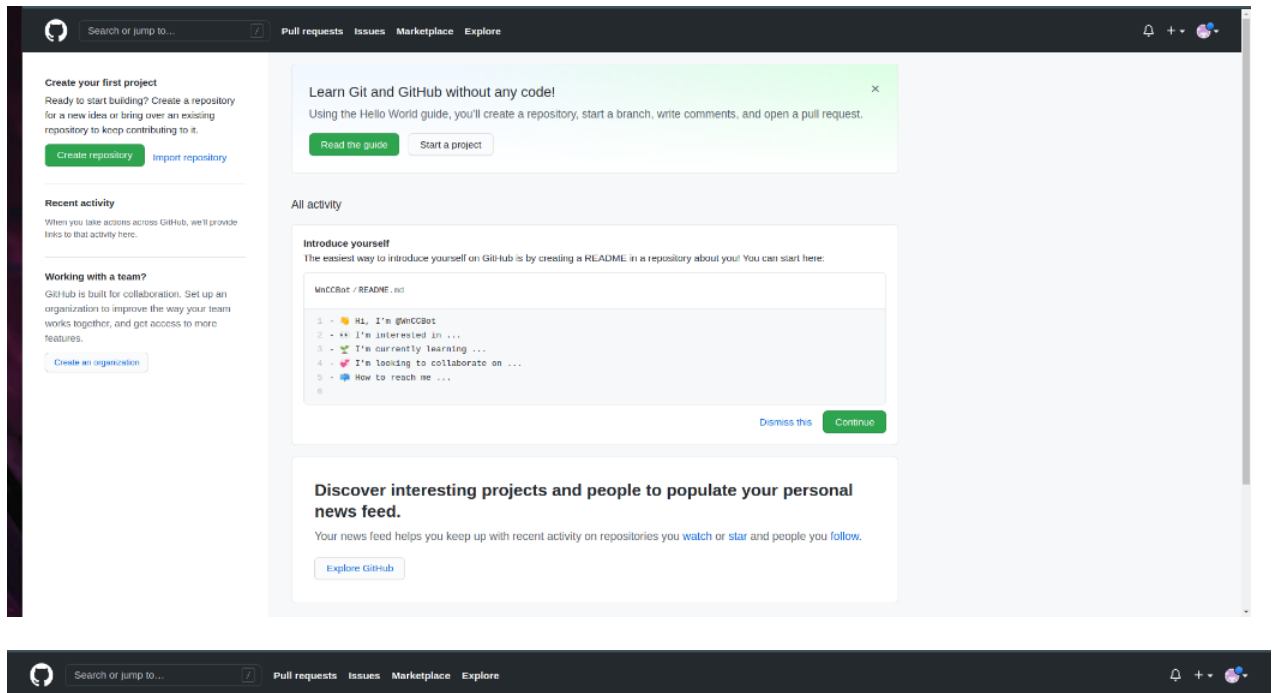 Search or jump to... /
Pull requests Issues Marketplace Explore
Create your first project
Ready to start building? Create a repository
for a new idea or bring over an existing
repository to keep contributing to it.
Create repository Import repository
Recent activity
When you take actions across GitHub, we'll provide
links to that activity here.
Working with a team?
GitHub is built for collaboration. Set up an
organization to improve the way your team
works together, and get access to more
features.
Create an organization
Learn Git and GitHub without any code!
Using the Hello World guide, you'll create a repository, start a branch, write comments, and open a pull request.
Read the guide Start a project
All activity
Introduce yourself
The easiest way to introduce yourself on GitHub is by creating a README in a repository about you! You can start here:
WnCCBot / README.md
1 - 👋 Hi, I'm @WnCCBot
2 - 👀 I'm interested in ...
3 - 🌱 I'm currently learning ...
4 - 💞️ I'm looking to collaborate on ...
5 - 📫 How to reach me ...
6
Dismiss this Continue
Discover interesting projects and people to populate your personal
news feed.
Your news feed helps you keep up with recent activity on repositories you watch or star and people you follow.
Explore GitHub
Search or jump to... /
Pull requests Issues Marketplace Explore